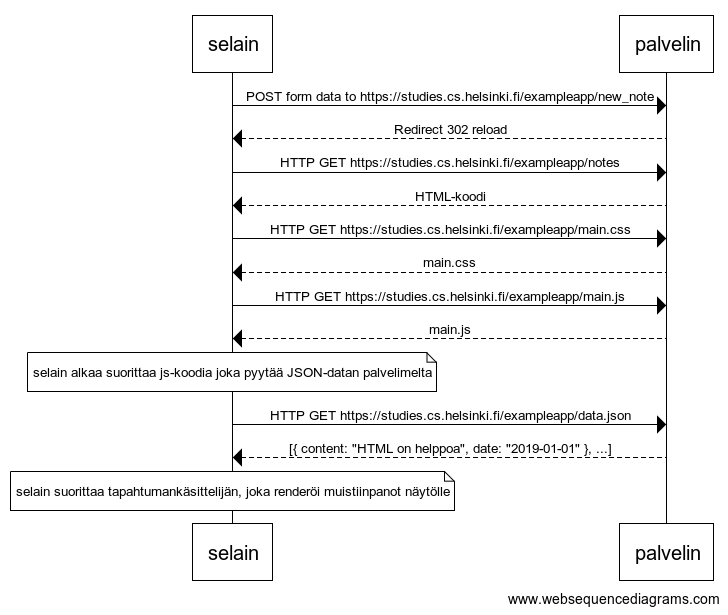 selain palvelin
POST form data to https://studies.cs.helsinki.fi/exampleapp/new_note
Redirect 302 reload
HTTP GET https://studies.cs.helsinki.fi/exampleapp/notes
HTML-koodi
HTTP GET https://studies.cs.helsinki.fi/exampleapp/main.css
main.css
HTTP GET https://studies.cs.helsinki.fi/exampleapp/main.js
main.js
selain alkaa suorittaa js-koodia joka pyytää JSON-datan palvelimelta
HTTP GET https://studies.cs.helsinki.fi/exampleapp/data.json
[{ content: "HTML on helppoa", date: "2019-01-01" }, ...]
selain suorittaa tapahtumankäsittelijän, joka renderöi muistiinpanot näytölle
selain palvelin
www.websequencediagrams.com